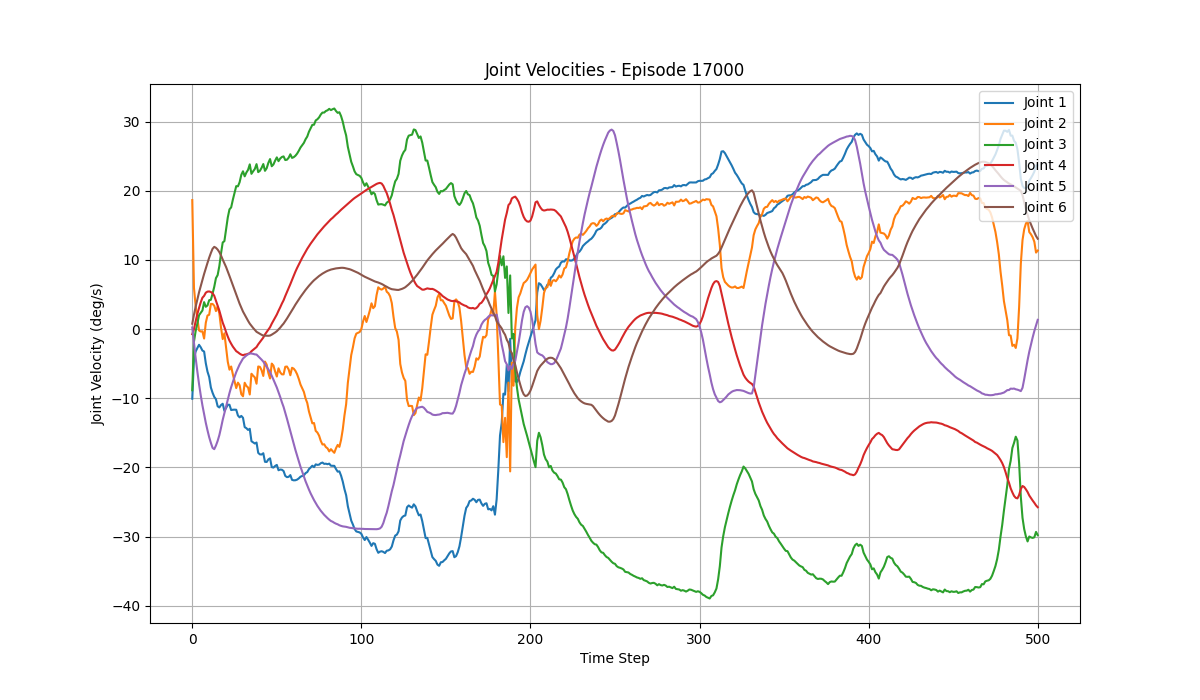 Joint Velocities - Episode 17000
Joint Velocity (deg/s)
30
20
10
0
−10
−20
−30
−40
Joint 1
Joint 2
Joint 3
Joint 4
Joint 5
Joint 6
0
100
200
300
400
500
Time Step